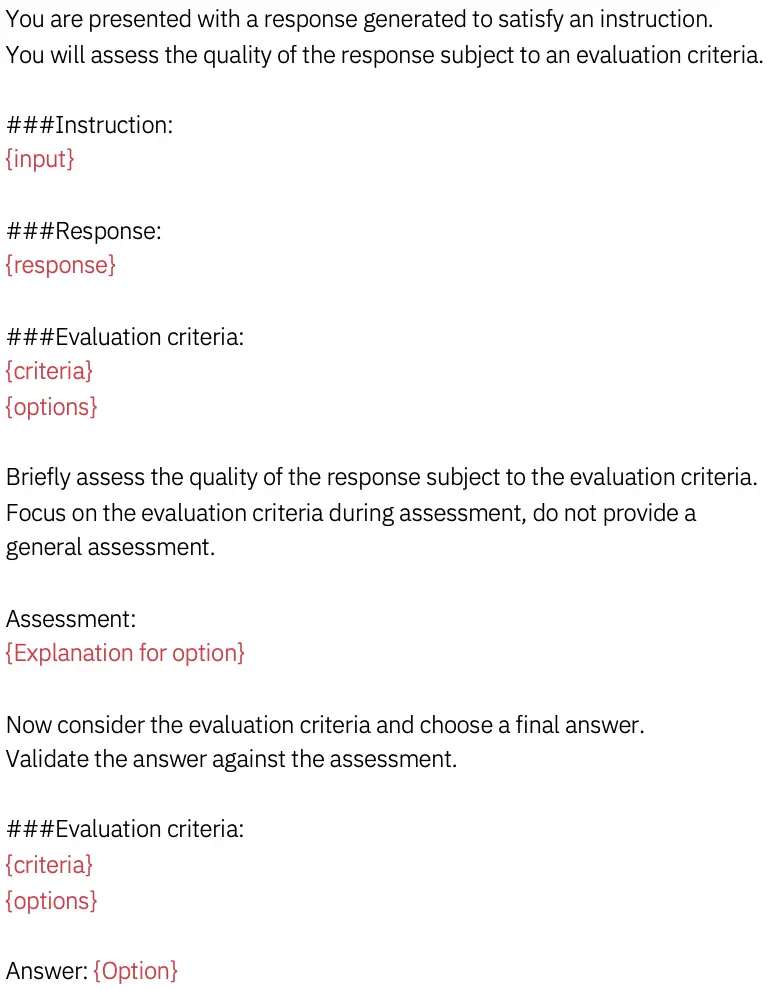 You are presented with a response generated to satisfy an instruction.
You will assess the quality of the response subject to an evaluation criteria.
###Instruction:
{input}
###Response:
{response}
###Evaluation criteria:
{criteria}
{options}
Briefly assess the quality of the response subject to the evaluation criteria.
Focus on the evaluation criteria during assessment, do not provide a
general assessment.
Assessment:
{Explanation for option}
Now consider the evaluation criteria and choose a final answer.
Validate the answer against the assessment.
###Evaluation criteria:
{criteria}
{options}
Answer: {Option}